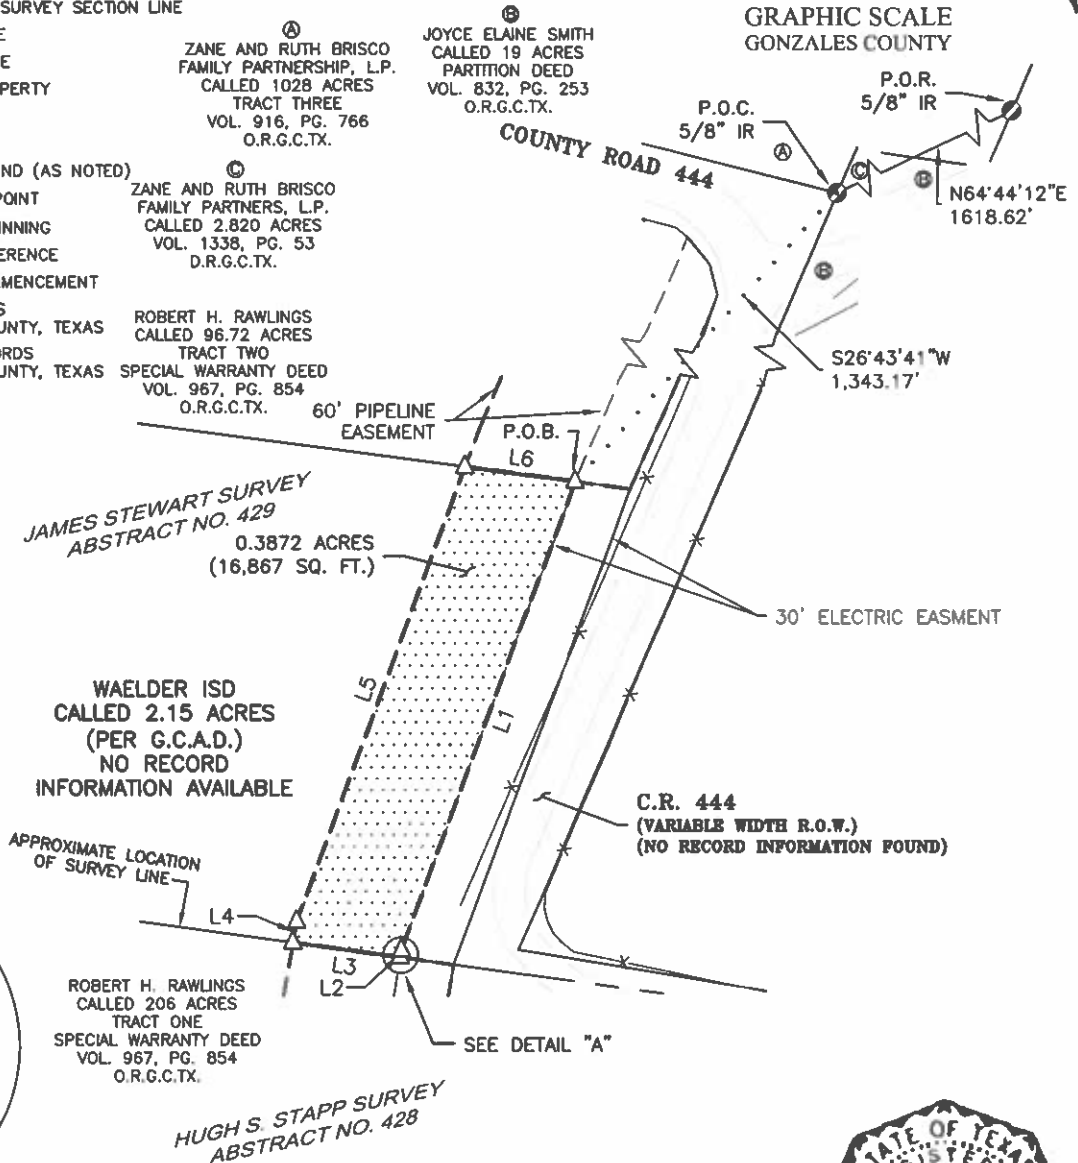 SURVEY SECTION LINE
E
E
PERTY
ND (AS NOTED)
POINT
INNING
ERENCE
MENCEMENT
S
UNTY, TEXAS
RDS
UNTY, TEXAS
A
ZANE AND RUTH BRISCO
FAMILY PARTNERSHIP, L.P.
CALLED 1028 ACRES
TRACT THREE
VOL. 916, PG. 766
O.R.G.C.TX.
B
JOYCE ELAINE SMITH
CALLED 19 ACRES
PARTITION DEED
VOL. 832, PG. 253
O.R.G.C.TX.
GRAPHIC SCALE
GONZALES COUNTY
P.O.R.
5/8" IR
P.O.C.
5/8" IR
COUNTY ROAD 444
A
C
B
N64°44'12"E
1618.62'
C
ZANE AND RUTH BRISCO
FAMILY PARTNERS, L.P.
CALLED 2.820 ACRES
VOL. 1338, PG. 53
D.R.G.C.TX.
B
ROBERT H. RAWLINGS
CALLED 96.72 ACRES
TRACT TWO
SPECIAL WARRANTY DEED
VOL. 967, PG. 854
O.R.G.C.TX.
S26°43'41"W
1,343.17'
60' PIPELINE
EASEMENT
P.O.B.
L6
JAMES STEWART SURVEY
ABSTRACT NO. 429
0.3872 ACRES
(16,867 SQ. FT.)
30' ELECTRIC EASMENT
L5
L1
WAELDER ISD
CALLED 2.15 ACRES
(PER G.C.A.D.)
NO RECORD
INFORMATION AVAILABLE
C.R. 444
(VARIABLE WIDTH R.O.W.)
(NO RECORD INFORMATION FOUND)
APPROXIMATE LOCATION
OF SURVEY LINE
L4
L3
L2
ROBERT H. RAWLINGS
CALLED 206 ACRES
TRACT ONE
SPECIAL WARRANTY DEED
VOL. 967, PG. 854
O.R.G.C.TX.
SEE DETAIL "A"
HUGH S. STAPP SURVEY
ABSTRACT NO. 428
STATE OF TEXAS
ISTE